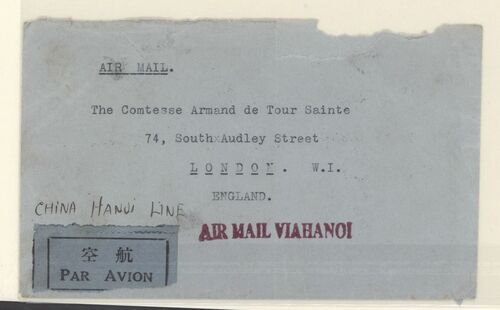 AIR MAIL.
The Comtesse Armand de Tour Sainte
74, South Audley Street
LONDON. W.I.
ENGLAND.
CHINA HANOI LINE
AIR MAIL VIAHANOI
空 航
PAR AVION